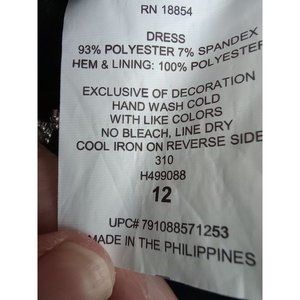 RN 18854
DRESS
93% POLYESTER 7% SPANDEX
HEM & LINING: 100% POLYESTER
EXCLUSIVE OF DECORATION
HAND WASH COLD
WITH LIKE COLORS
NO BLEACH, LINE DRY
COOL IRON ON REVERSE SIDE
310
H499088
12
UPC# 791088571253
MADE IN THE PHILIPPINES